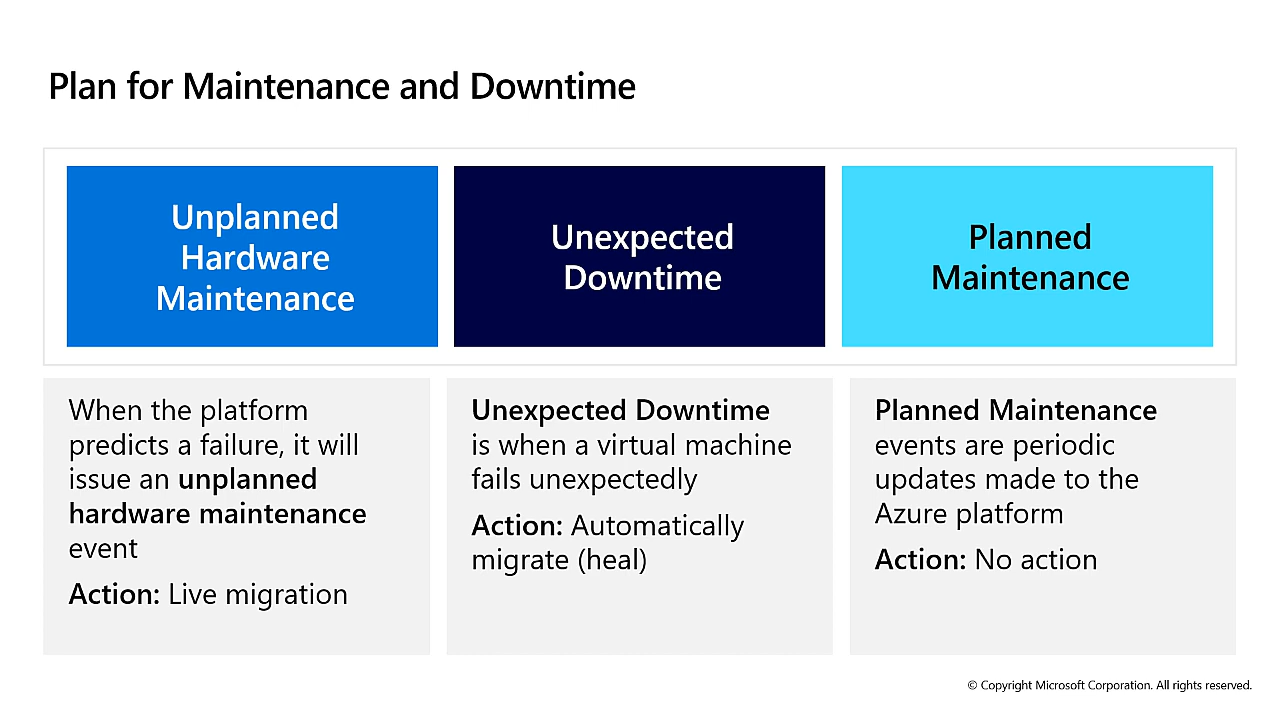 Plan for Maintenance and Downtime
Unplanned
Hardware
Maintenance
Unexpected
Downtime
Planned
Maintenance
When the platform
predicts a failure, it will
issue an unplanned
hardware maintenance
event
Action: Live migration
Unexpected Downtime
is when a virtual machine
fails unexpectedly
Action: Automatically
migrate (heal)
Planned Maintenance
events are periodic
updates made to the
Azure platform
Action: No action
© Copyright Microsoft Corporation. All rights reserved.